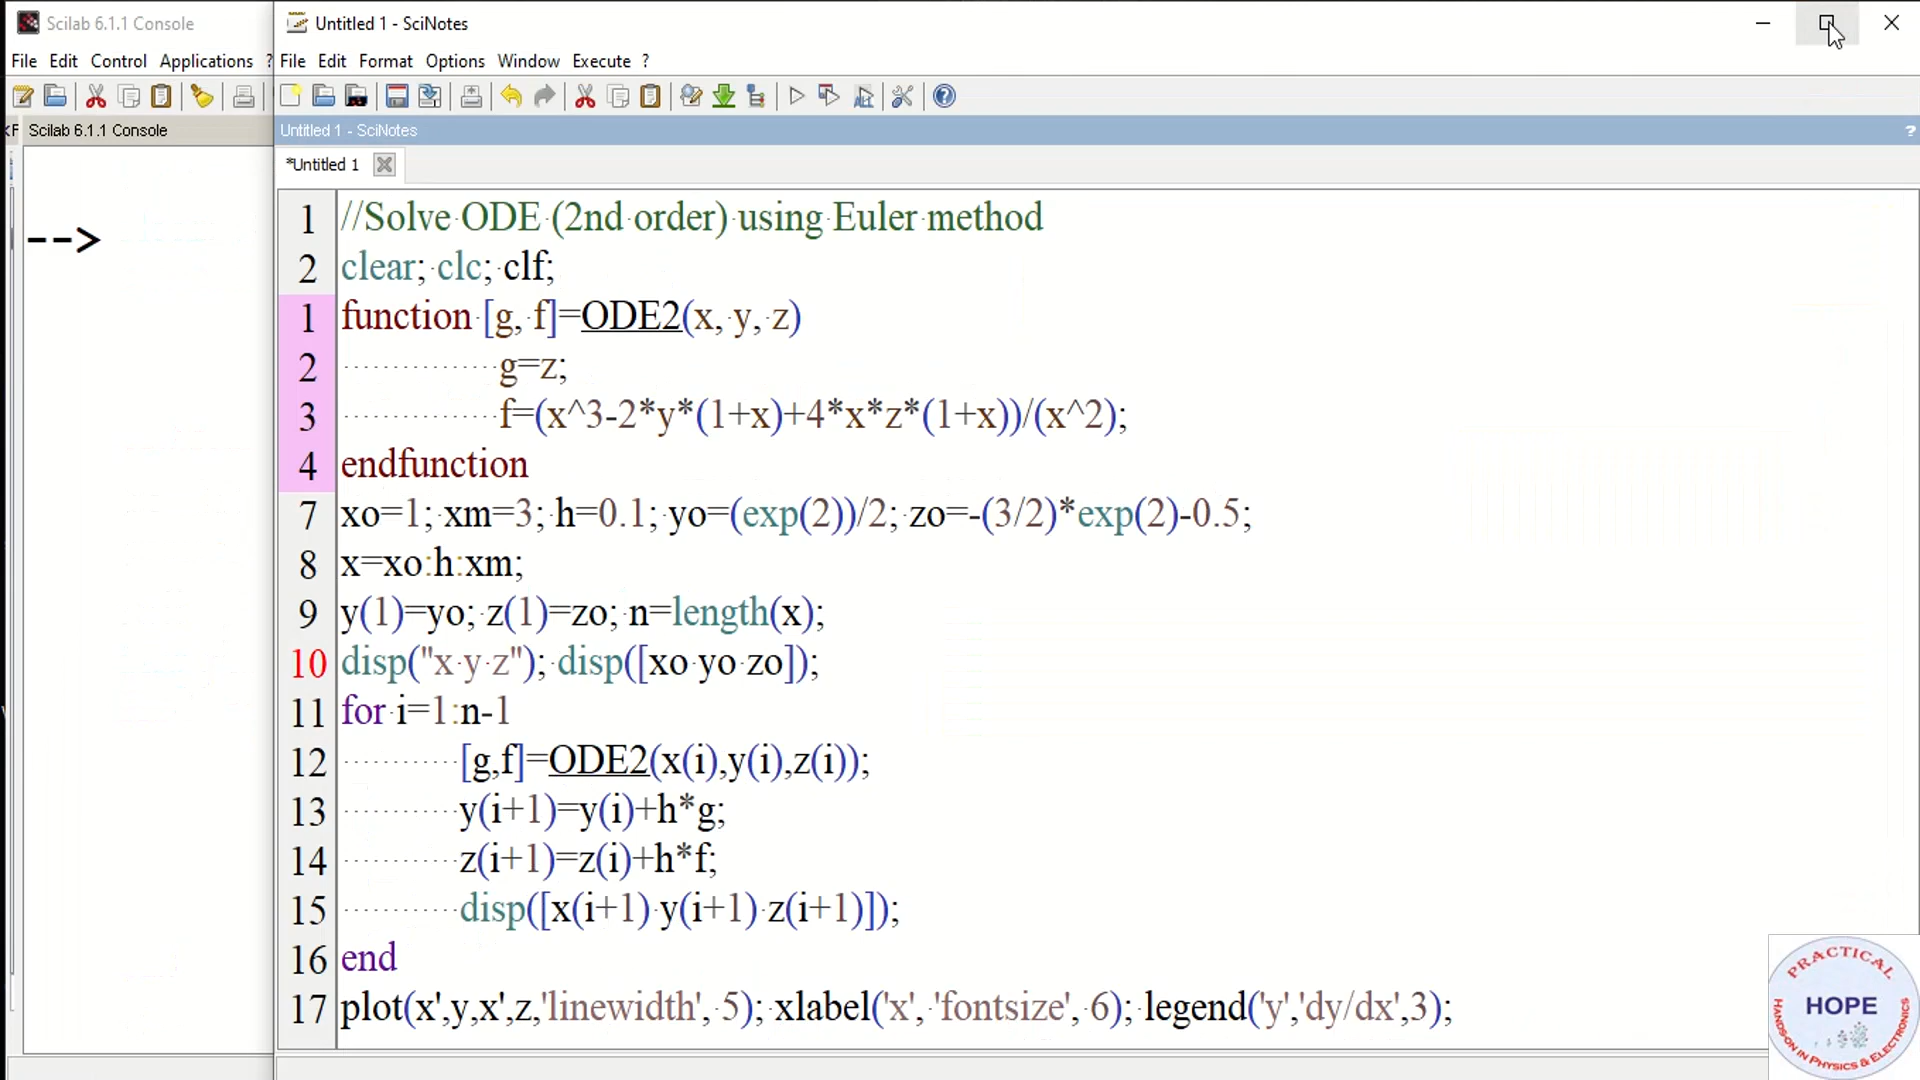 Scilab 6.1.1 Console
Untitled 1 - SciNotes
File Edit Control Applications ?
File Edit Format Options Window Execute ?
Scilab 6.1.1 Console
Untitled 1 - SciNotes ?
*Untitled 1
-->
1 //Solve ODE (2nd order) using Euler method
2 clear; clc; clf;
1 function [g, f]=ODE2(x, y, z)
2 g=z;
3 f=(x^3-2*y*(1+x)+4*x*z*(1+x))/(x^2);
4 endfunction
7 xo=1; xm=3; h=0.1; yo=(exp(2))/2; zo=-(3/2)*exp(2)-0.5;
8 x=xo:h:xm;
9 y(1)=yo; z(1)=zo; n=length(x);
10 disp("x y z"); disp([xo yo zo]);
11 for i=1:n-1
12 [g,f]=ODE2(x(i),y(i),z(i));
13 y(i+1)=y(i)+h*g;
14 z(i+1)=z(i)+h*f;
15 disp([x(i+1) y(i+1) z(i+1)]);
16 end
17 plot(x',y,x',z,'linewidth', 5); xlabel('x', 'fontsize', 6); legend('y','dy/dx',3);
PRACTICAL
HOPE
HANDS ON IN PHYSICS & ELECTRONICS